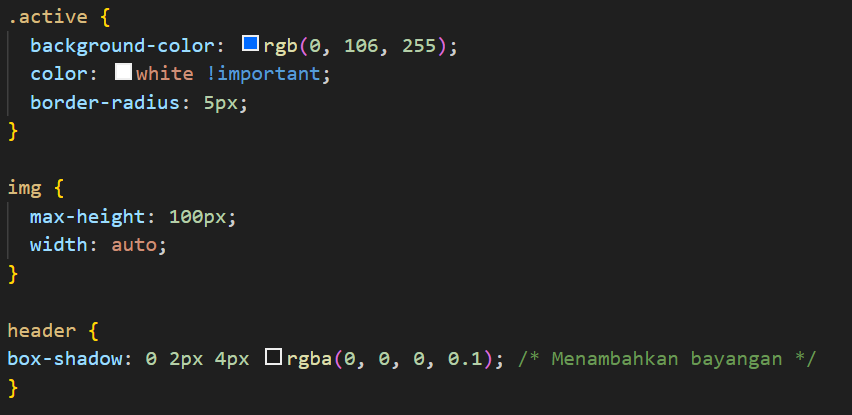 .active {
  background-color: rgb(0, 106, 255);
  color: white !important;
  border-radius: 5px;
}

img {
  max-height: 100px;
  width: auto;
}

header {
box-shadow: 0 2px 4px rgba(0, 0, 0, 0.1); /* Menambahkan bayangan */
}